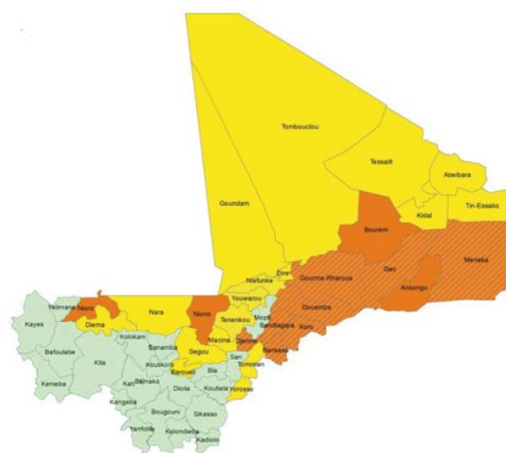 Tombouctou
Tessalit
Abeibara
Goundam
Kidal
Tin-Essako
Bourem
Niafunke
Gourma-Rharous
Gao
Menaka
Ansongo
Youwarou
Douentza
Yelimane
Nioro
Nara
Niono
Tenenkou
Mopti
Bandiagara
Koro
Kayes
Diema
Macina
Djenne
Bankass
Bafoulabe
Kolokani
Banamba
Segou
San
Tominian
Kita
Koulikoro
Baroueli
Bla
Kenieba
Kati
Bamako
Dioila
Koutiala
Yorosso
Kangaba
Bougouni
Sikasso
Yanfolila
Kolondieba
Kadiolo